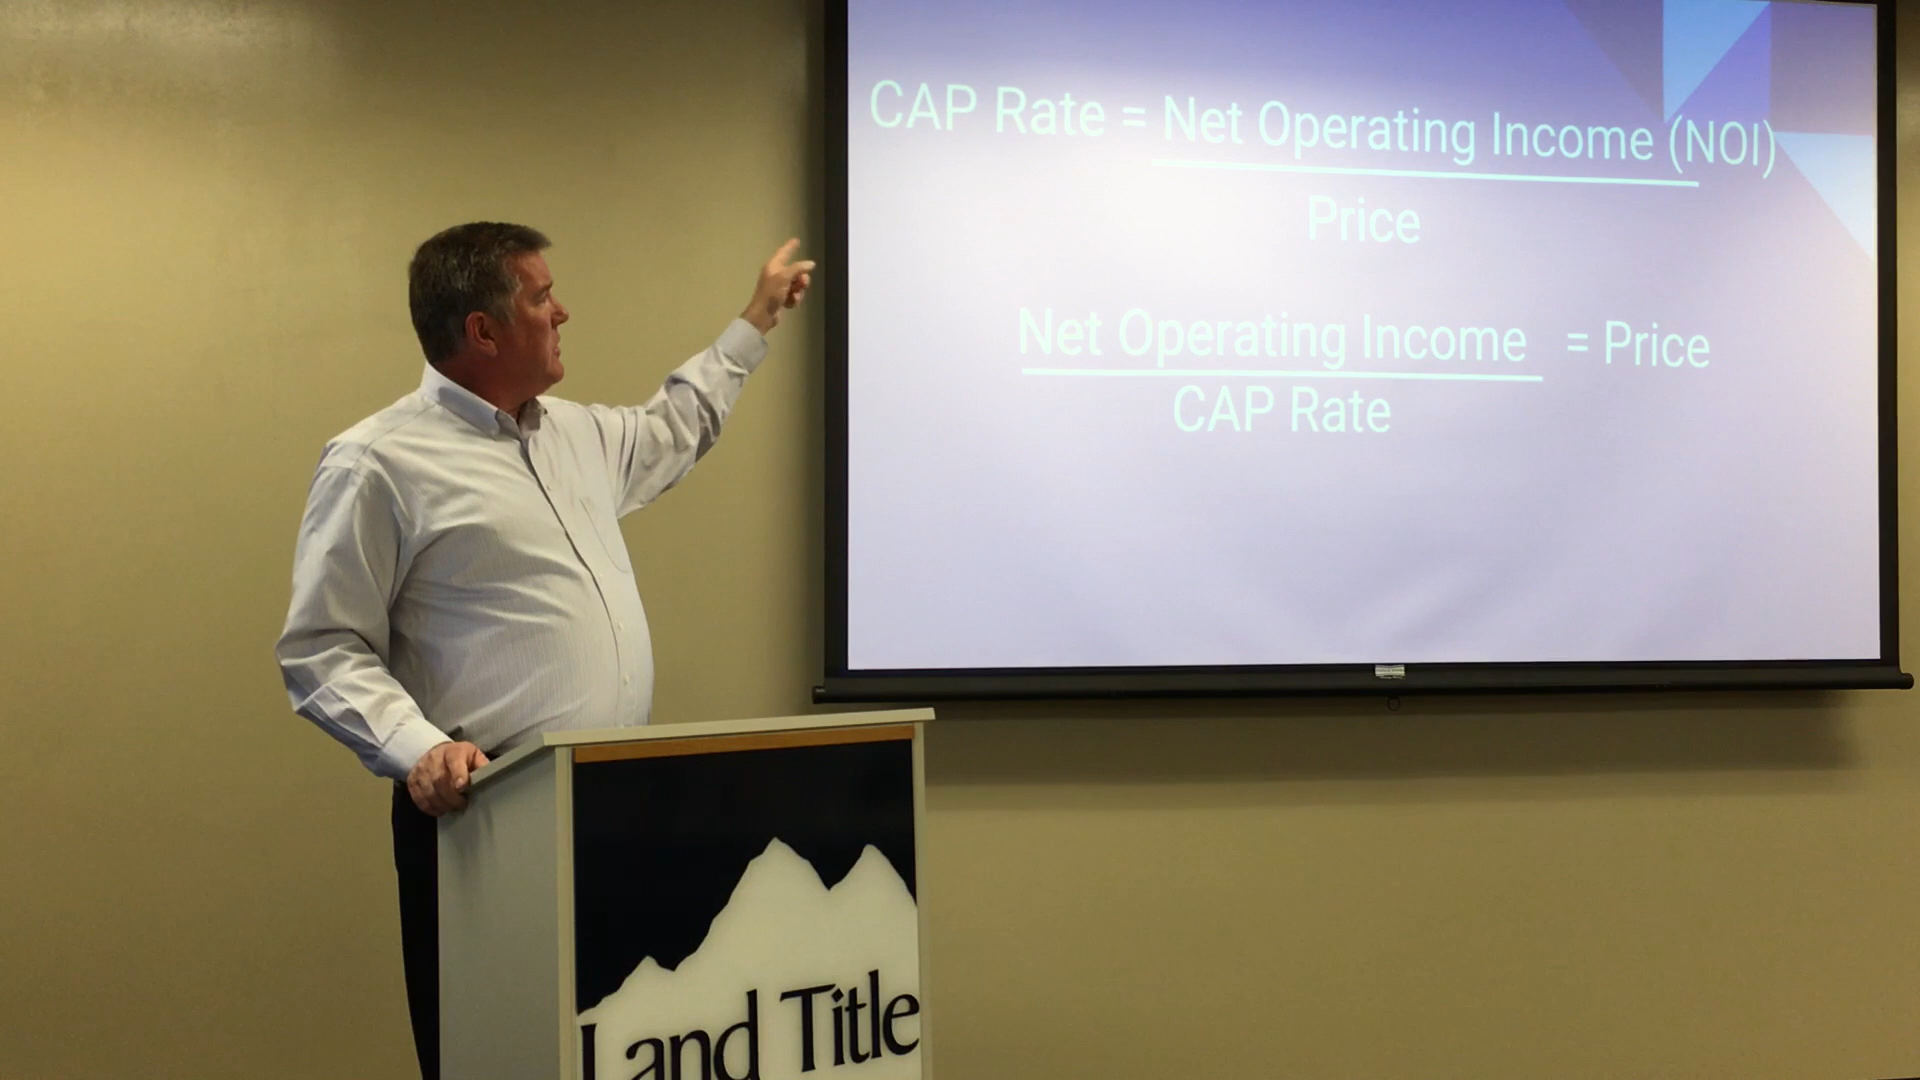 CAP Rate = Net Operating Income (NOI)
Price
Net Operating Income = Price
CAP Rate
Land Title